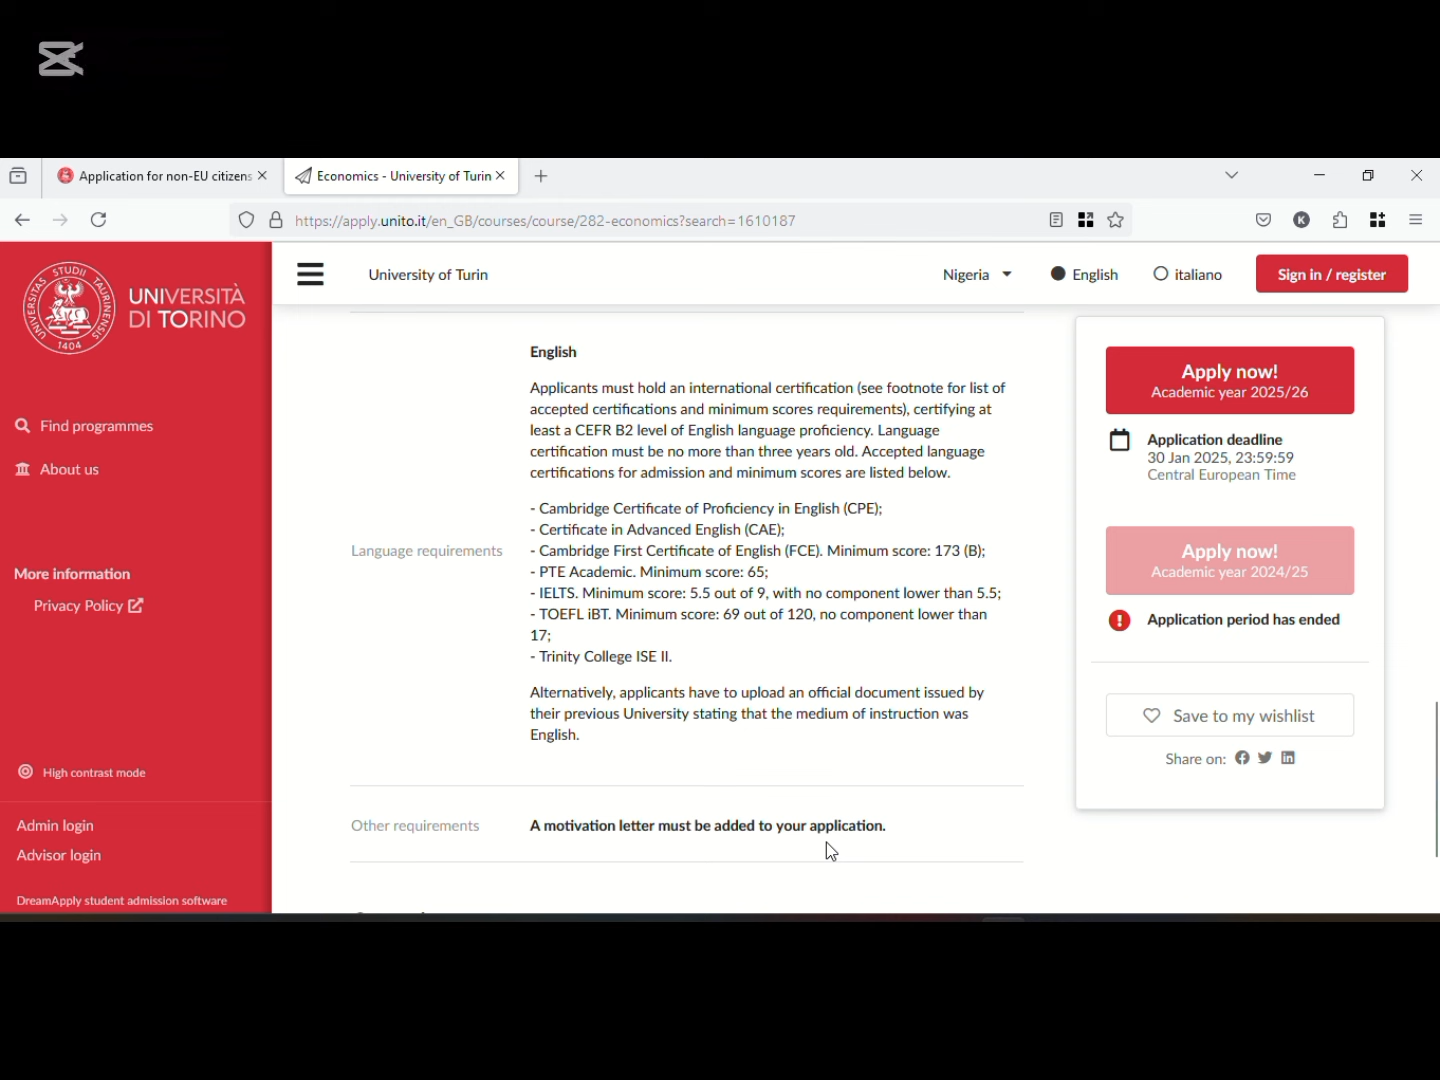 Application for non-EU citizens
Economics - University of Turin
https://apply.unito.it/en_GB/courses/course/282-economics?search=1610187
K
STUDII TAURINENSIS UNIVERSITAS
1404
UNIVERSITÀ
DI TORINO
University of Turin
Nigeria
English
italiano
Sign in / register
Find programmes
About us
More information
Privacy Policy
High contrast mode
Admin login
Advisor login
DreamApply student admission software
Language requirements
English
Applicants must hold an international certification (see footnote for list of
accepted certifications and minimum scores requirements), certifying at
least a CEFR B2 level of English language proficiency. Language
certification must be no more than three years old. Accepted language
certifications for admission and minimum scores are listed below.
- Cambridge Certificate of Proficiency in English (CPE);
- Certificate in Advanced English (CAE);
- Cambridge First Certificate of English (FCE). Minimum score: 173 (B);
- PTE Academic. Minimum score: 65;
- IELTS. Minimum score: 5.5 out of 9, with no component lower than 5.5;
- TOEFL iBT. Minimum score: 69 out of 120, no component lower than
17;
- Trinity College ISE II.
Alternatively, applicants have to upload an official document issued by
their previous University stating that the medium of instruction was
English.
Other requirements
A motivation letter must be added to your application.
Apply now!
Academic year 2025/26
Application deadline
30 Jan 2025, 23:59:59
Central European Time
Apply now!
Academic year 2024/25
Application period has ended
Save to my wishlist
Share on: